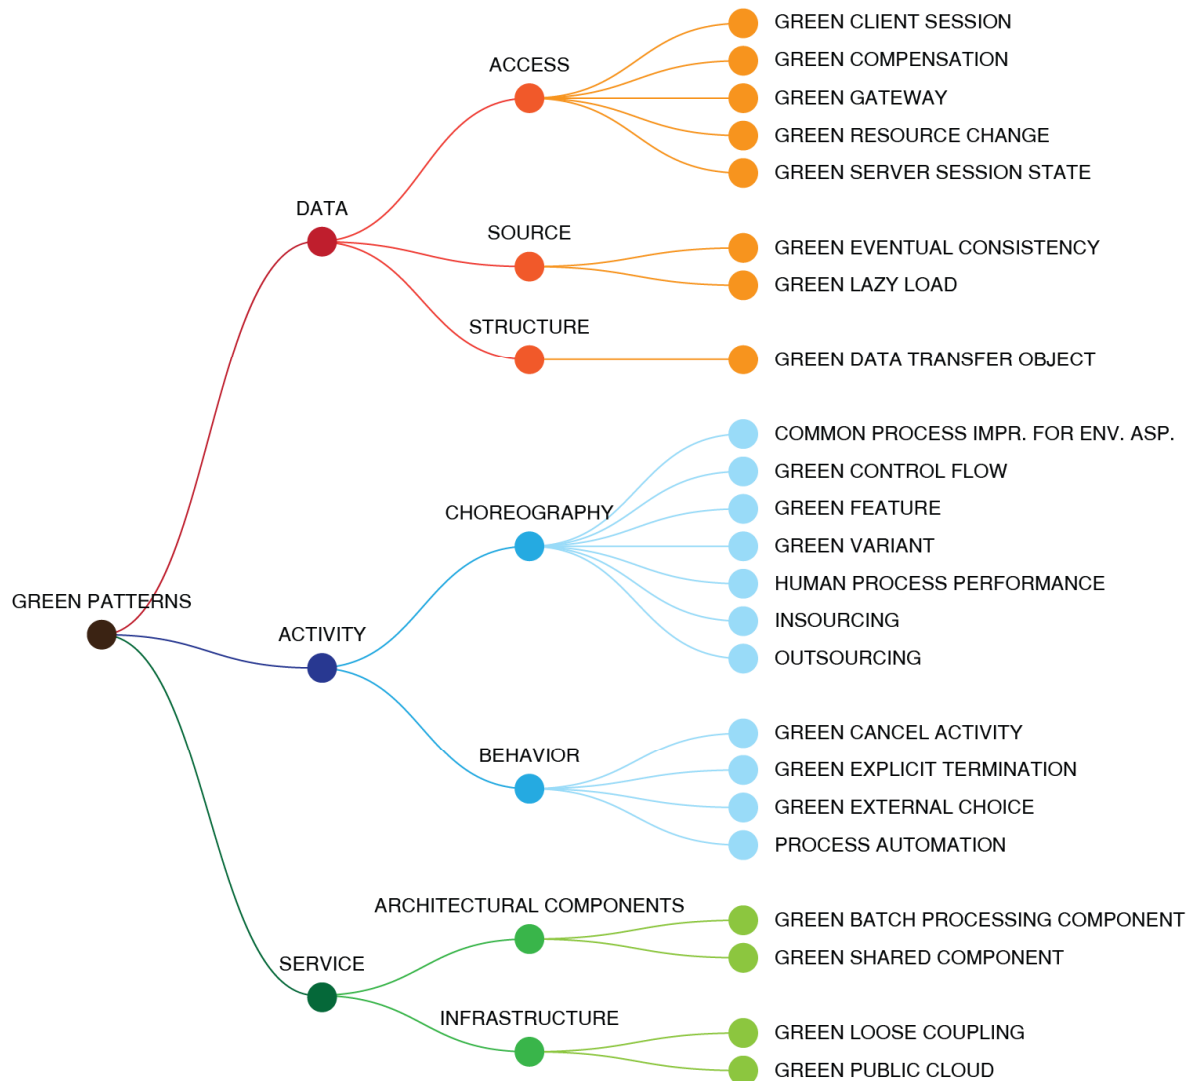 GREEN PATTERNS
DATA
ACCESS
GREEN CLIENT SESSION
GREEN COMPENSATION
GREEN GATEWAY
GREEN RESOURCE CHANGE
GREEN SERVER SESSION STATE
SOURCE
GREEN EVENTUAL CONSISTENCY
GREEN LAZY LOAD
STRUCTURE
GREEN DATA TRANSFER OBJECT
ACTIVITY
CHOREOGRAPHY
COMMON PROCESS IMPR. FOR ENV. ASP.
GREEN CONTROL FLOW
GREEN FEATURE
GREEN VARIANT
HUMAN PROCESS PERFORMANCE
INSOURCING
OUTSOURCING
BEHAVIOR
GREEN CANCEL ACTIVITY
GREEN EXPLICIT TERMINATION
GREEN EXTERNAL CHOICE
PROCESS AUTOMATION
SERVICE
ARCHITECTURAL COMPONENTS
GREEN BATCH PROCESSING COMPONENT
GREEN SHARED COMPONENT
INFRASTRUCTURE
GREEN LOOSE COUPLING
GREEN PUBLIC CLOUD